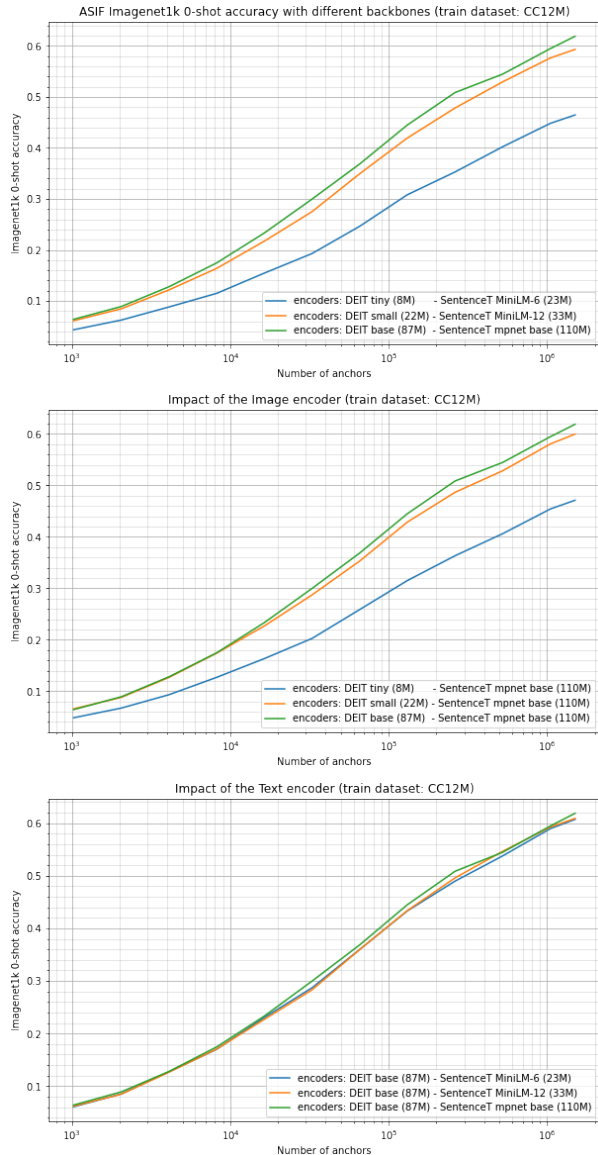 ASIF Imagenet1k 0-shot accuracy with different backbones (train dataset: CC12M)
Imagenet1k 0-shot accuracy
0.6
0.5
0.4
0.3
0.2
0.1
encoders: DEIT tiny (8M) - SentenceT MiniLM-6 (23M)
encoders: DEIT small (22M) - SentenceT MiniLM-12 (33M)
encoders: DEIT base (87M) - SentenceT mpnet base (110M)
10³ 10⁴ 10⁵ 10⁶
Number of anchors
Impact of the Image encoder (train dataset: CC12M)
Imagenet1k 0-shot accuracy
0.6
0.5
0.4
0.3
0.2
0.1
encoders: DEIT tiny (8M) - SentenceT mpnet base (110M)
encoders: DEIT small (22M) - SentenceT mpnet base (110M)
encoders: DEIT base (87M) - SentenceT mpnet base (110M)
10³ 10⁴ 10⁵ 10⁶
Number of anchors
Impact of the Text encoder (train dataset: CC12M)
Imagenet1k 0-shot accuracy
0.6
0.5
0.4
0.3
0.2
0.1
encoders: DEIT base (87M) - SentenceT MiniLM-6 (23M)
encoders: DEIT base (87M) - SentenceT MiniLM-12 (33M)
encoders: DEIT base (87M) - SentenceT mpnet base (110M)
10³ 10⁴ 10⁵ 10⁶
Number of anchors